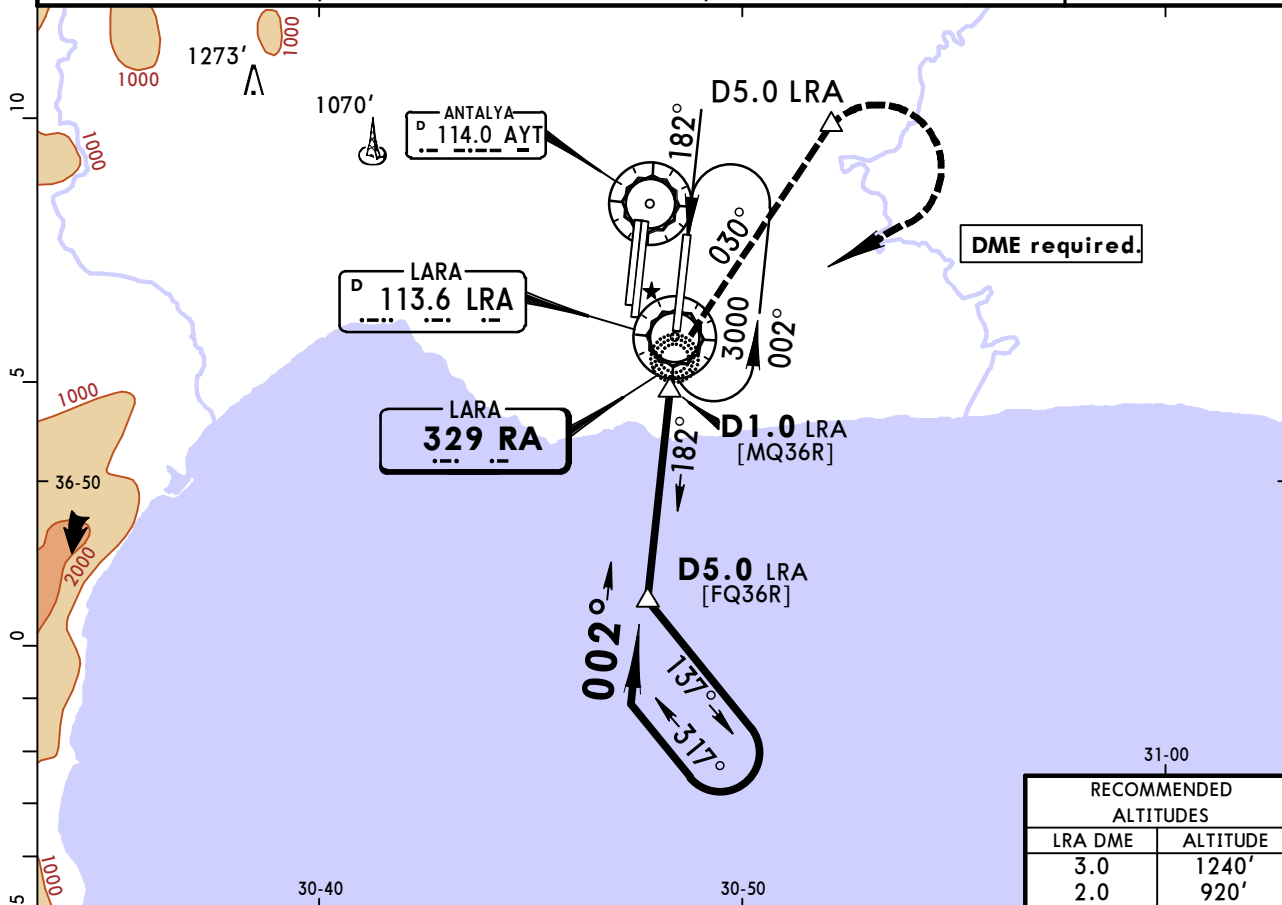 1000
1000
1273'
1070'
10
1000
ANTALYA
D 114.0 AYT
182°
D5.0 LRA
030°
DME required.
LARA
D 113.6 LRA
3000
002°
5
1000
LARA
329 RA
182°
D1.0 LRA
[MQ36R]
36-50
2000
D5.0 LRA
[FQ36R]
002°
0
137°
317°
31-00
RECOMMENDED
ALTITUDES
LRA DME ALTITUDE
3.0 1240'
2.0 920'
1000
5
30-40
30-50